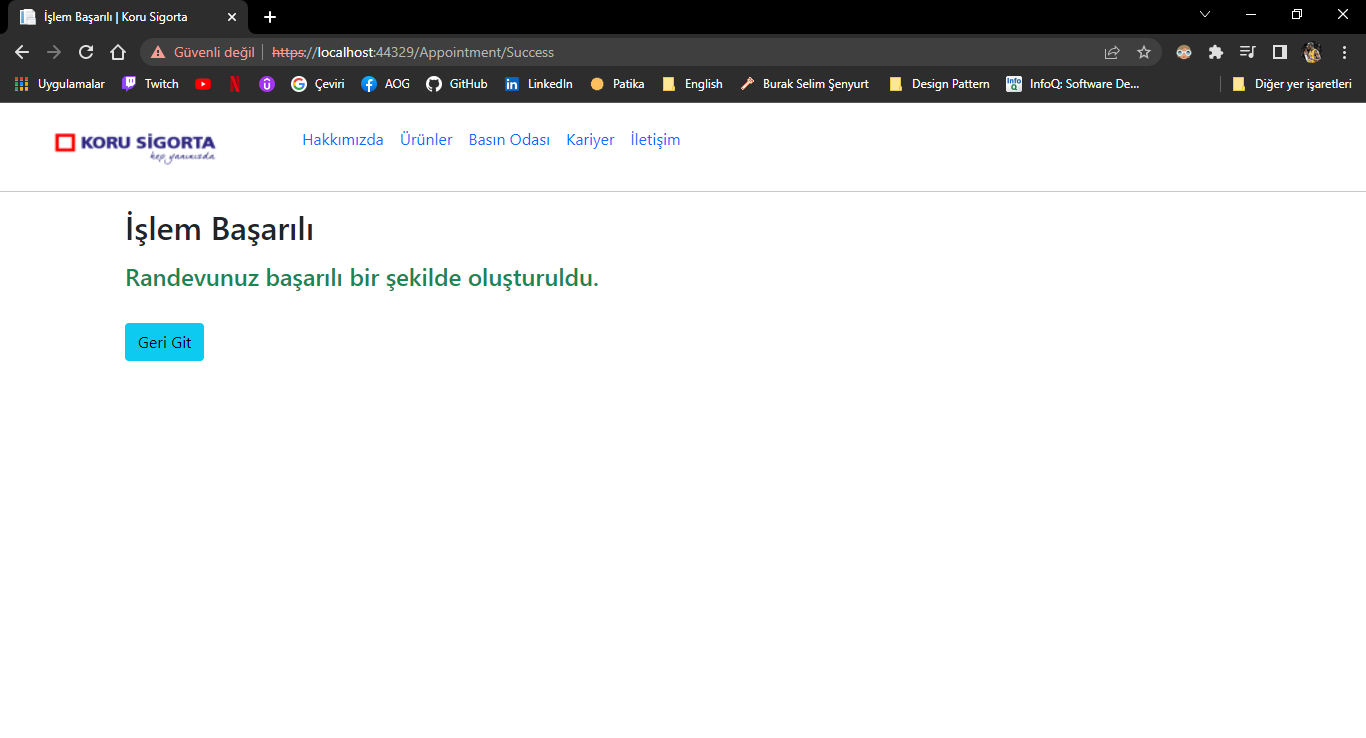 İşlem Başarılı | Koru Sigorta
Güvenli değil https://localhost:44329/Appointment/Success
Uygulamalar Twitch Çeviri AOG GitHub LinkedIn Patika English Burak Selim Şenyurt Design Pattern InfoQ: Software De... Diğer yer işaretleri
KORU SİGORTA
hep yanınızda
Hakkımızda Ürünler Basın Odası Kariyer İletişim
İşlem Başarılı
Randevunuz başarılı bir şekilde oluşturuldu.
Geri Git